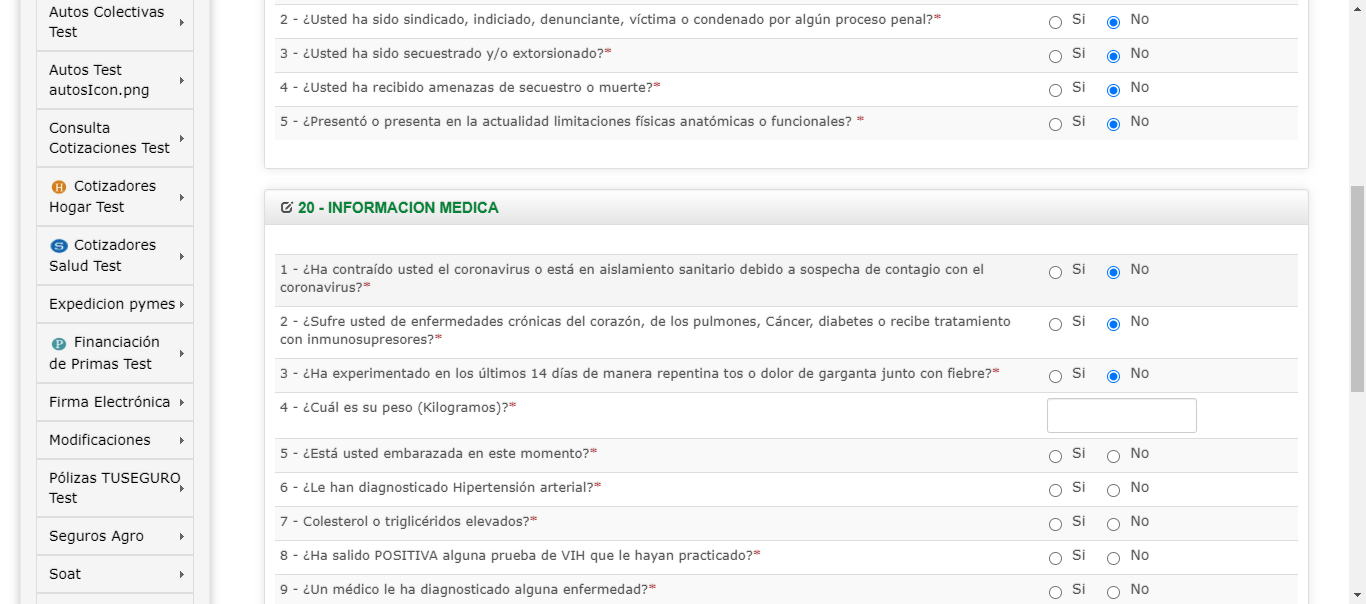 Autos Colectivas
Test
Autos Test
autosIcon.png
Consulta
Cotizaciones Test
H Cotizadores
Hogar Test
S Cotizadores
Salud Test
Expedicion pymes
P Financiación
de Primas Test
Firma Electrónica
Modificaciones
Pólizas TUSEGURO
Test
Seguros Agro
Soat
2 - ¿Usted ha sido sindicado, indiciado, denunciante, víctima o condenado por algún proceso penal?* Si No
3 - ¿Usted ha sido secuestrado y/o extorsionado?* Si No
4 - ¿Usted ha recibido amenazas de secuestro o muerte?* Si No
5 - ¿Presentó o presenta en la actualidad limitaciones físicas anatómicas o funcionales? * Si No
20 - INFORMACION MEDICA
1 - ¿Ha contraído usted el coronavirus o está en aislamiento sanitario debido a sospecha de contagio con el Si No
coronavirus?*
2 - ¿Sufre usted de enfermedades crónicas del corazón, de los pulmones, Cáncer, diabetes o recibe tratamiento Si No
con inmunosupresores?*
3 - ¿Ha experimentado en los últimos 14 días de manera repentina tos o dolor de garganta junto con fiebre?* Si No
4 - ¿Cuál es su peso (Kilogramos)?*
5 - ¿Está usted embarazada en este momento?* Si No
6 - ¿Le han diagnosticado Hipertensión arterial?* Si No
7 - Colesterol o triglicéridos elevados?* Si No
8 - ¿Ha salido POSITIVA alguna prueba de VIH que le hayan practicado?* Si No
9 - ¿Un médico le ha diagnosticado alguna enfermedad?* Si No